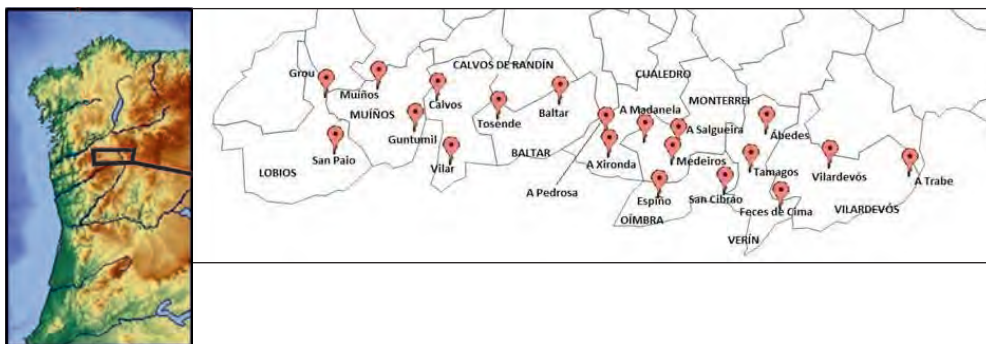 Grou
Muiños
MUÍÑOS
LOBIOS
San Paio
CALVOS DE RANDÍN
Calvos
Guntumil
Vilar
Tosende
Baltar
BALTAR
CUALEDRO
A Madanela
A Xironda
A Pedrosa
MONTERREI
A Salgueira
Medeiros
Espiño
OÍMBRA
San Cibrao
Ábedes
Tamagos
VERÍN
Feces de Cima
Vilardevós
VILARDEVÓS
A Trabe